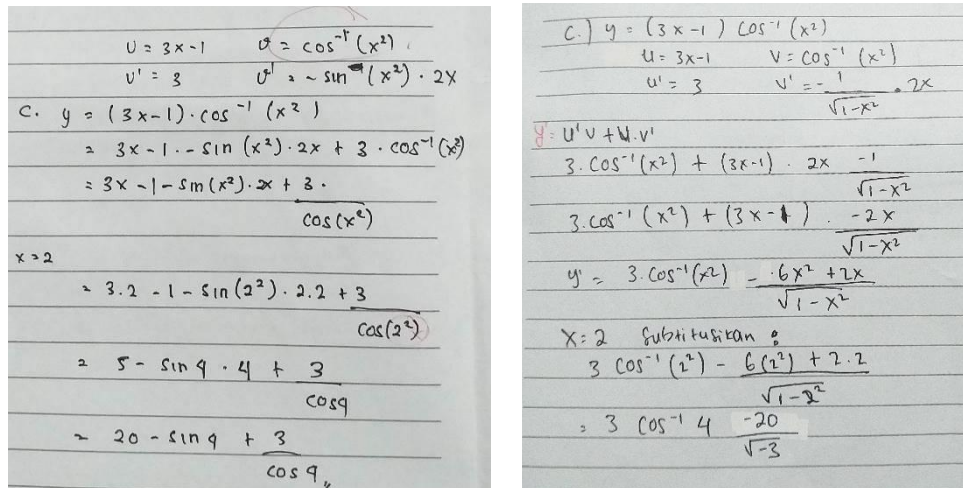 U = 3x-1 v = cos⁻¹ (x²)
U' = 3 v' = - sin (x²) · 2x
c. y = (3x-1) · cos⁻¹ (x²)
= 3x - 1 · - sin (x²) · 2x + 3 · cos⁻¹ (x²)
= 3x - 1 - sin (x²) · 2x + 3 ·
cos (x²)
x = 2
= 3.2 - 1 - sin (2²) · 2.2 + 3
cos (2²)
= 5 - sin 4 · 4 + 3
cos 4
= 20 - sin 4 + 3
cos 4 ,,
C.) y = (3x-1) cos⁻¹ (x²)
u = 3x-1 v = cos⁻¹ (x²)
u' = 3 v' = - 1/√1-x² · 2x
y' = u'v + u.v'
3. cos⁻¹ (x²) + (3x-1) · 2x -1/√1-x²
3. cos⁻¹ (x²) + (3x-1) · -2x/√1-x²
y' = 3. cos⁻¹ (x²) - 6x² + 2x/√1-x²
X = 2 Subtitusikan :
3 cos⁻¹ (2²) - 6(2²) + 2.2/√1-2²
= 3 cos⁻¹ 4 -20/√-3